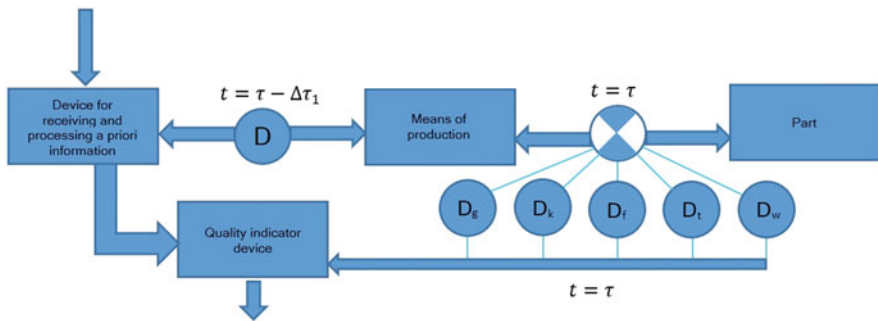 t = τ − Δτ₁
t = τ
Device for
receiving and
processing a priori
information
D
Means of
production
Part
D_g
D_k
D_f
D_t
D_w
Quality indicator
device
t = τ